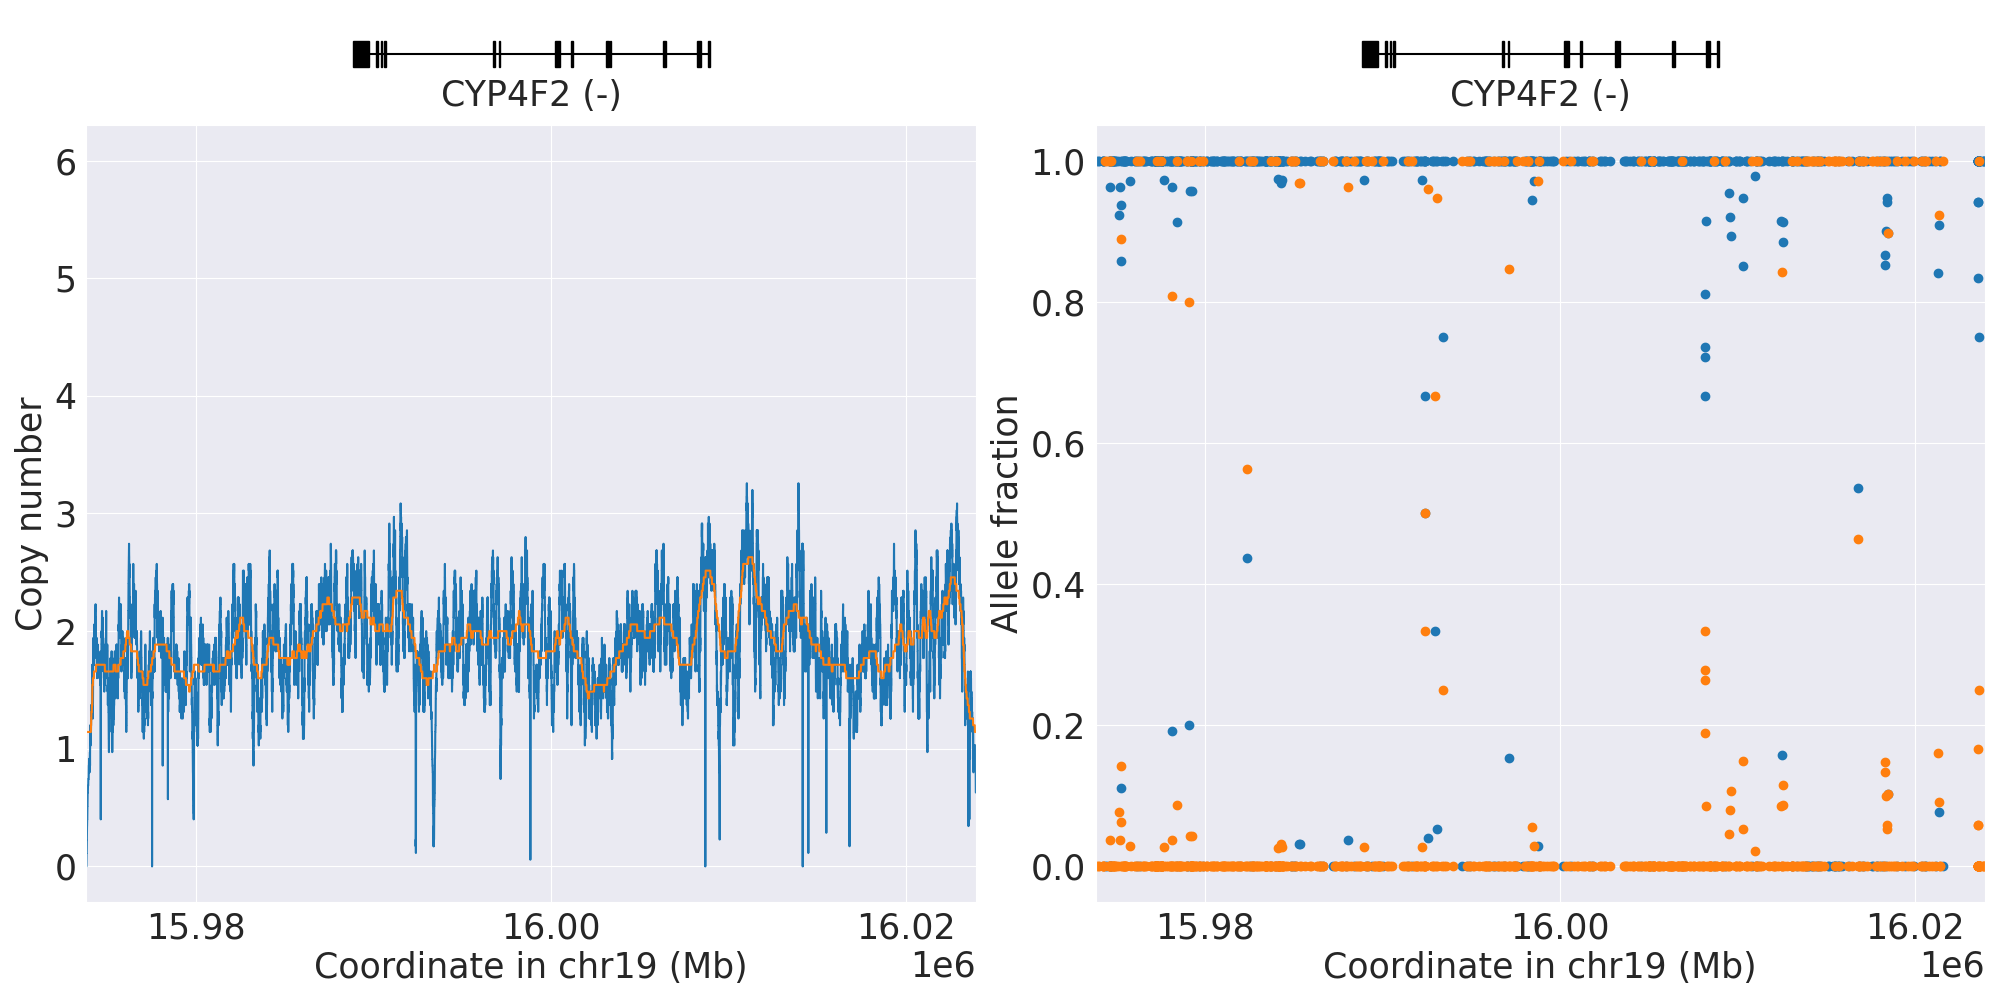 CYP4F2 (-)
6
5
4
3
2
1
0
Copy number
15.98
16.00
16.02
Coordinate in chr19 (Mb)
1e6
CYP4F2 (-)
1.0
0.8
0.6
0.4
0.2
0.0
Allele fraction
15.98
16.00
16.02
Coordinate in chr19 (Mb)
1e6